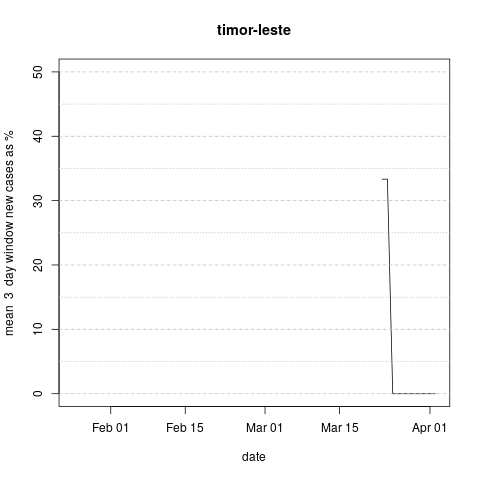 timor-leste
mean 3 day window new cases as %
50
40
30
20
10
0
Feb 01
Feb 15
Mar 01
Mar 15
Apr 01
date